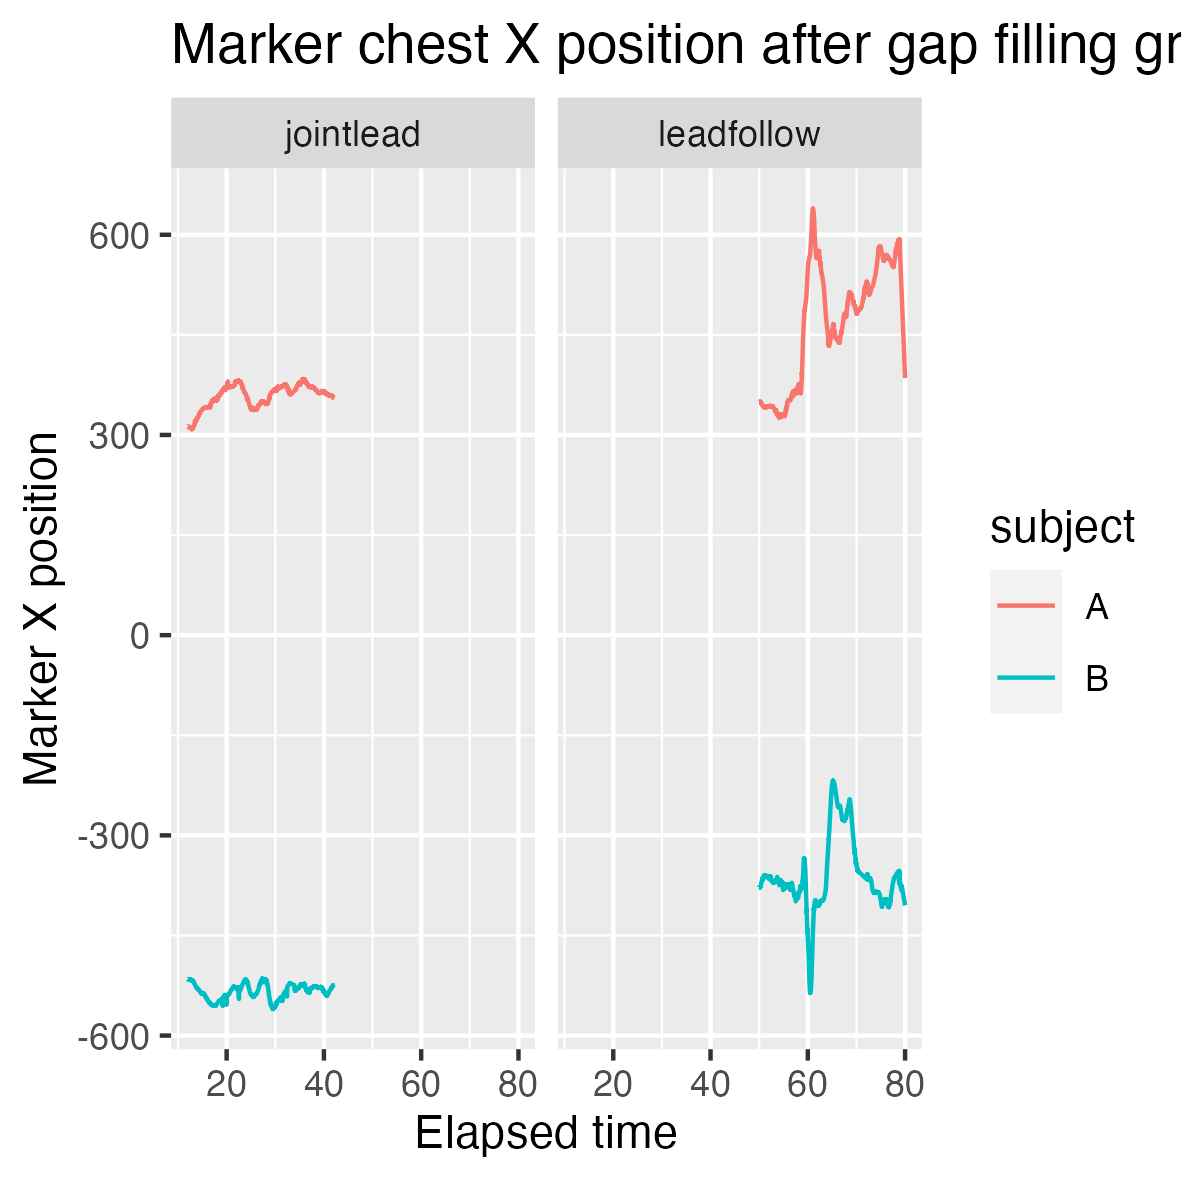 Marker chest X position after gap filling gr
jointlead leadfollow
600
300
0
-300
-600
Marker X position
20 40 60 80 20 40 60 80
Elapsed time
subject
A
B